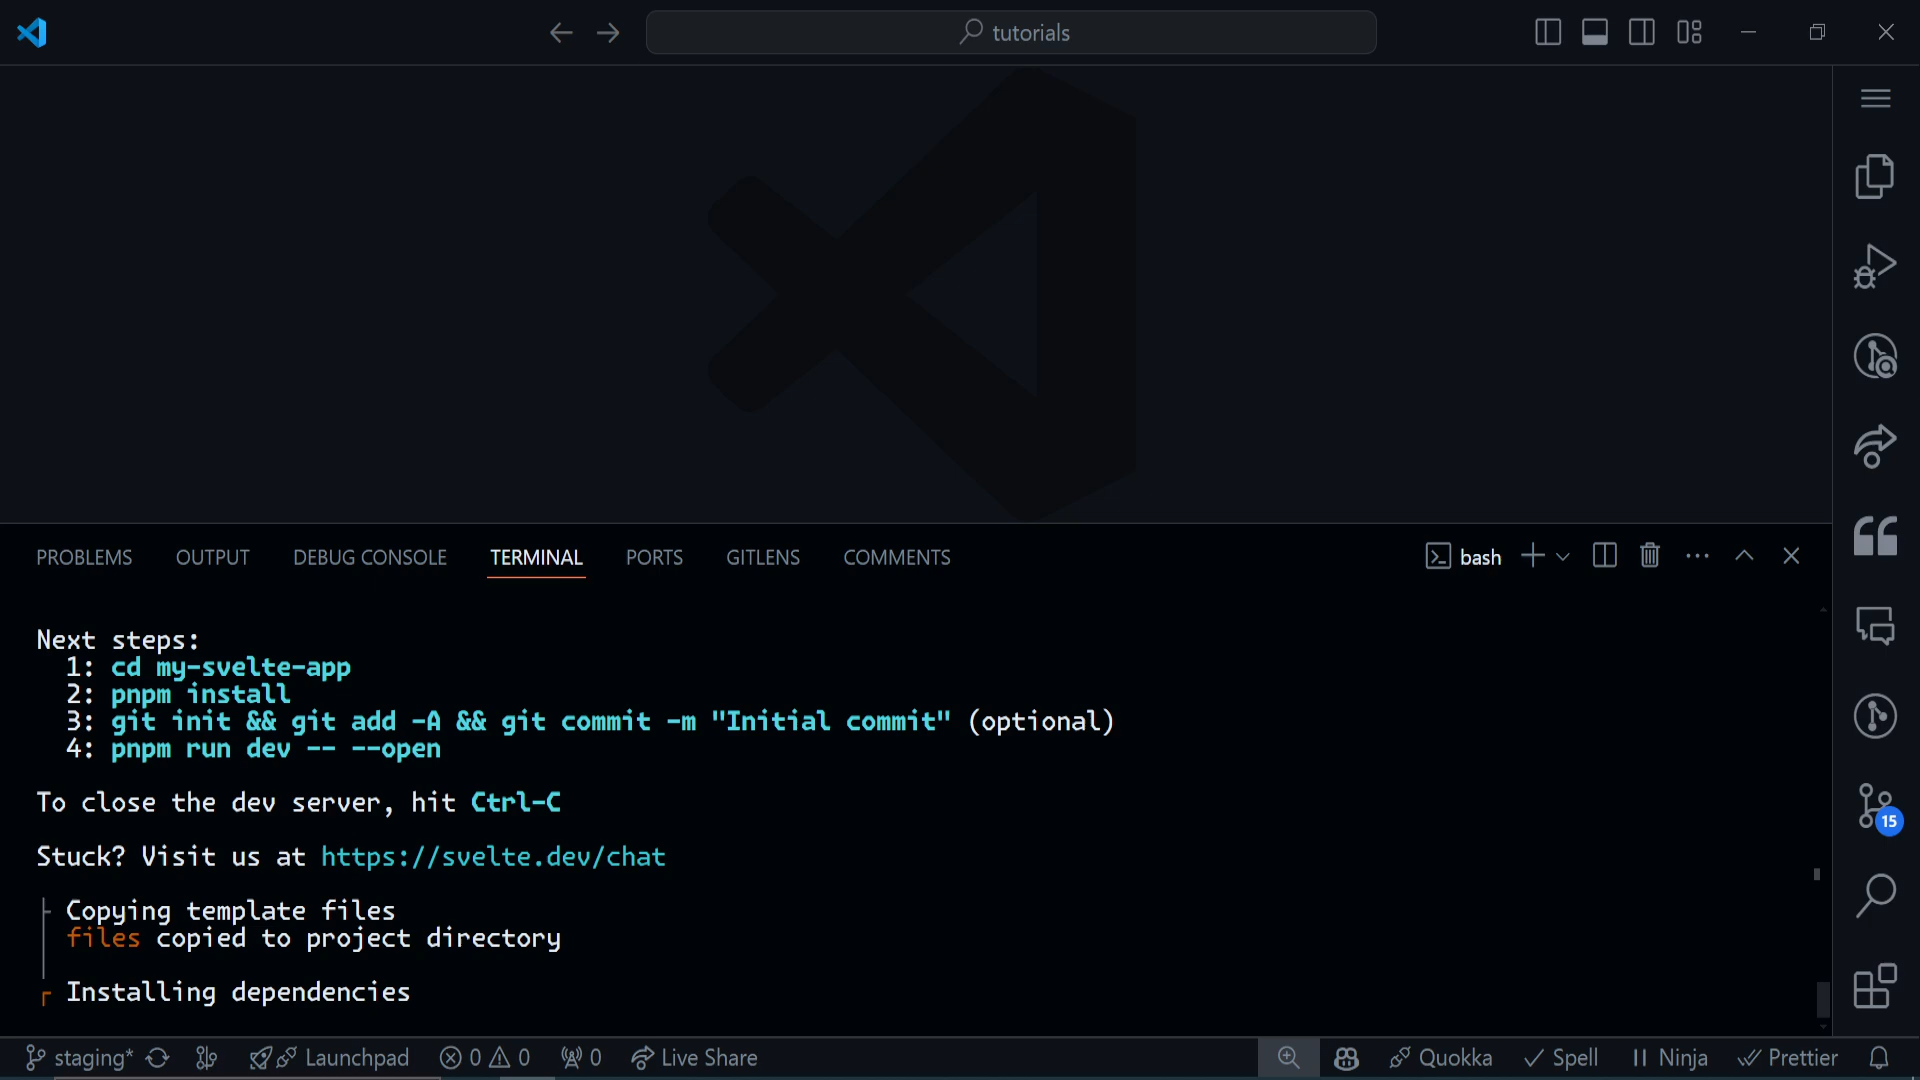 tutorials
PROBLEMS OUTPUT DEBUG CONSOLE TERMINAL PORTS GITLENS COMMENTS bash
Next steps:
1: cd my-svelte-app
2: pnpm install
3: git init && git add -A && git commit -m "Initial commit" (optional)
4: pnpm run dev -- --open
To close the dev server, hit Ctrl-C
Stuck? Visit us at https://svelte.dev/chat
Copying template files
files copied to project directory
Installing dependencies
15
staging* Launchpad 0 0 0 Live Share Quokka Spell Ninja Prettier